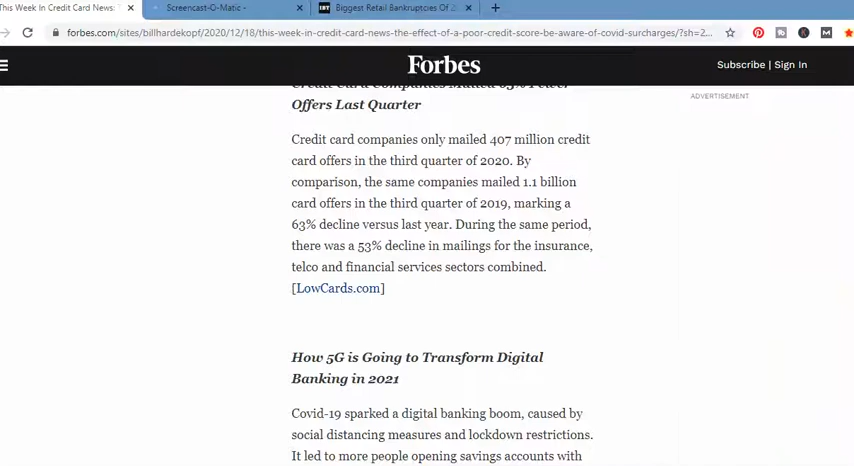 This Week In Credit Card News:
Screencast-O-Matic -
IBT Biggest Retail Bankruptcies Of 2
forbes.com/sites/billhardekopf/2020/12/18/this-week-in-credit-card-news-the-effect-of-a-poor-credit-score-be-aware-of-covid-surcharges/?sh=2...
Forbes
Subscribe | Sign In
Credit Card Companies Mailed 63% Fewer
Offers Last Quarter
ADVERTISEMENT
Credit card companies only mailed 407 million credit
card offers in the third quarter of 2020. By
comparison, the same companies mailed 1.1 billion
card offers in the third quarter of 2019, marking a
63% decline versus last year. During the same period,
there was a 53% decline in mailings for the insurance,
telco and financial services sectors combined.
[LowCards.com]
How 5G is Going to Transform Digital
Banking in 2021
Covid-19 sparked a digital banking boom, caused by
social distancing measures and lockdown restrictions.
It led to more people opening savings accounts with